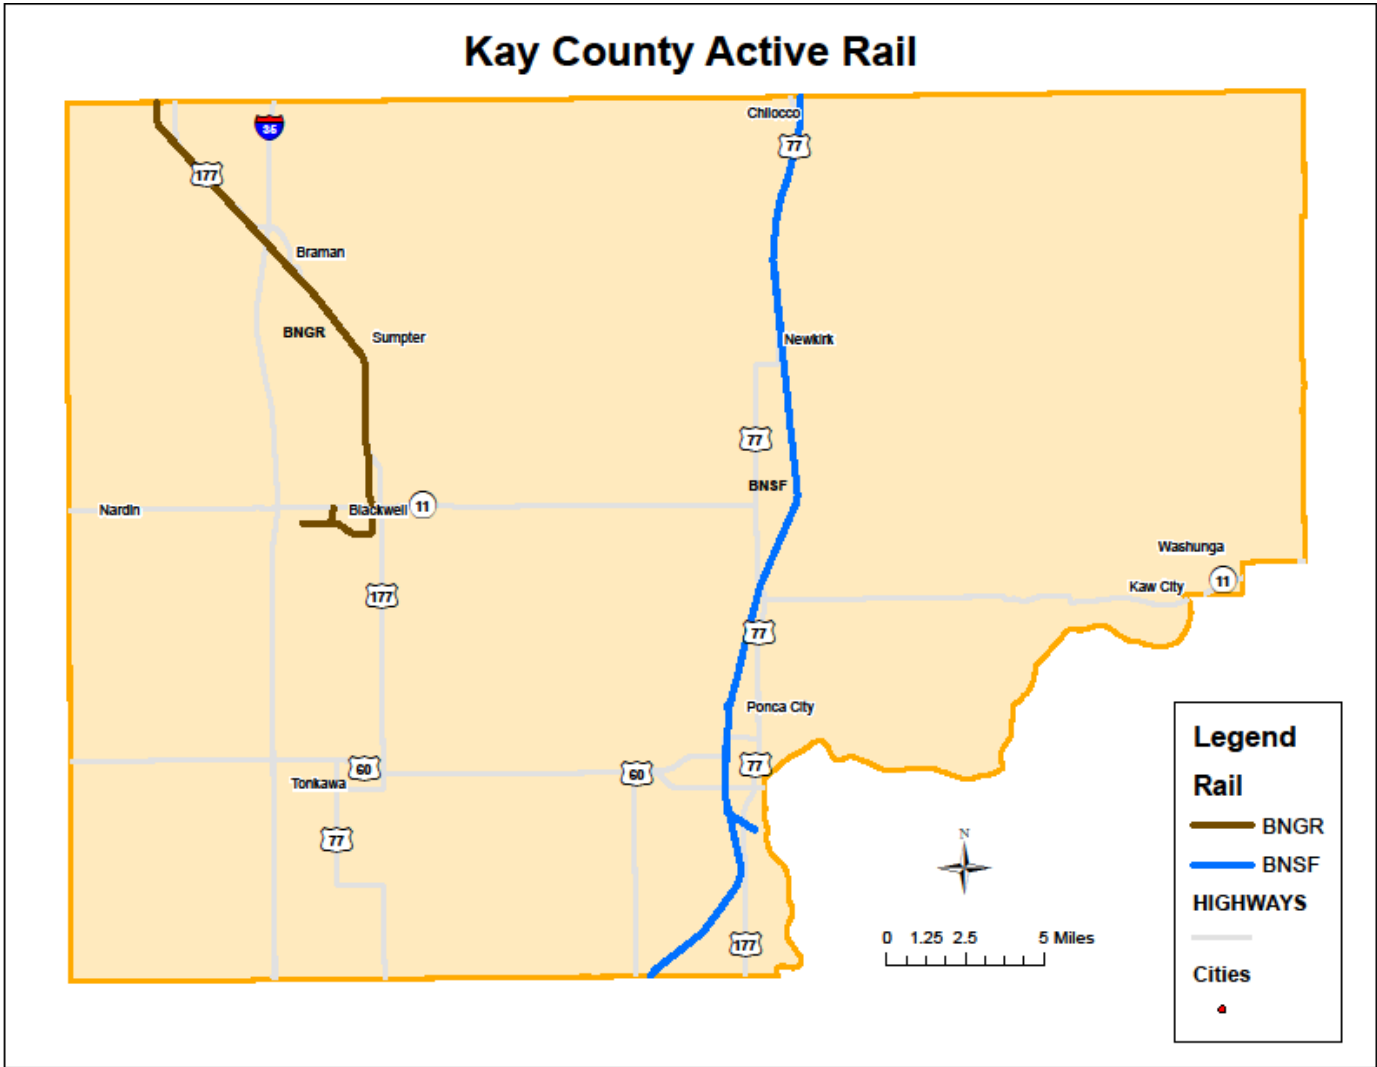 Kay County Active Rail
Chilocco
35
77
177
Braman
BNGR
Sumpter
Newkirk
77
BNSF
Nardin
Blackwell
11
Washunga
Kaw City
11
177
77
Ponca City
60
60
77
Tonkawa
77
177
N
0 1.25 2.5 5 Miles
Legend
Rail
BNGR
BNSF
HIGHWAYS
Cities